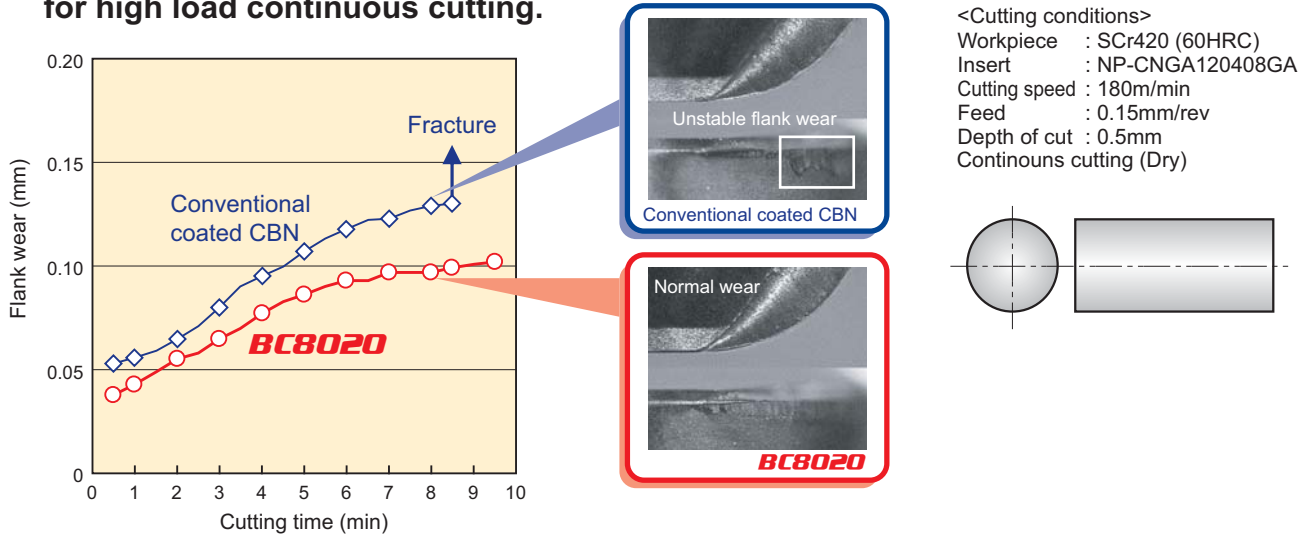 for high load continuous cutting.
0.20
0.15
0.10
0.05
0
Flank wear (mm)
0 1 2 3 4 5 6 7 8 9 10
Cutting time (min)
Fracture
Conventional
coated CBN
BC8020
Unstable flank wear
Conventional coated CBN
Normal wear
BC8020
<Cutting conditions>
Workpiece : SCr420 (60HRC)
Insert : NP-CNGA120408GA
Cutting speed : 180m/min
Feed : 0.15mm/rev
Depth of cut : 0.5mm
Continouns cutting (Dry)